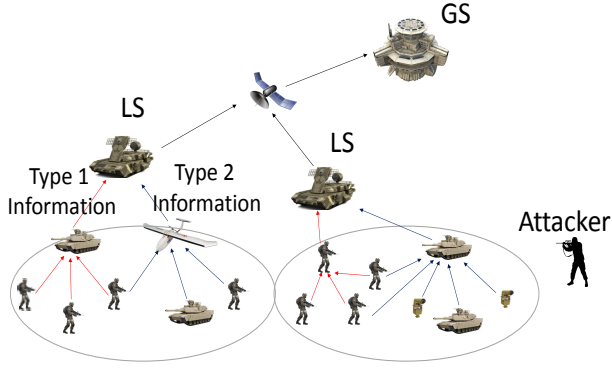 GS
LS
LS
Type 1
Information
Type 2
Information
Attacker